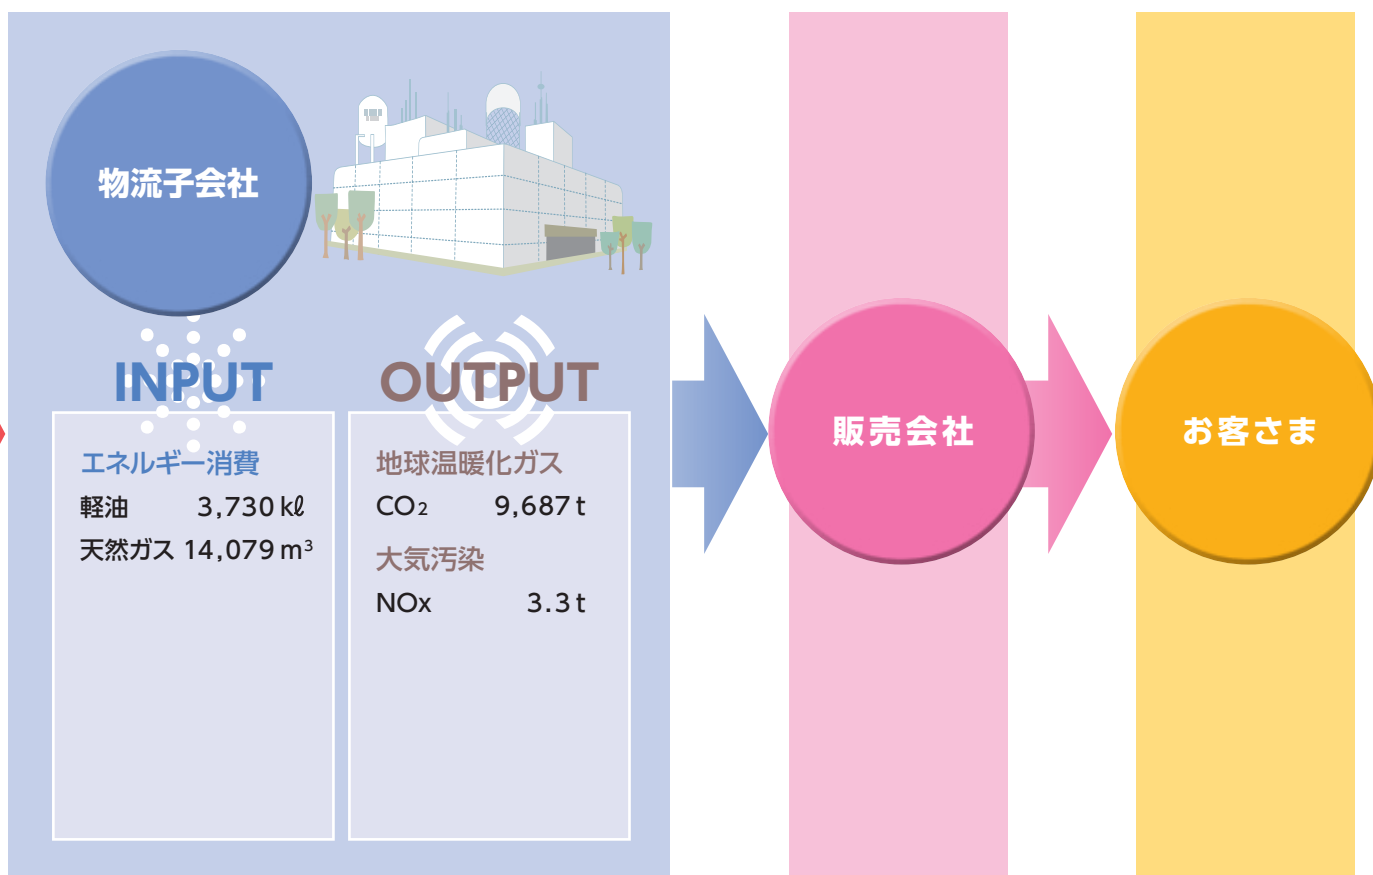 物流子会社
INPUT
エネルギー消費
軽油 3,730 kℓ
天然ガス 14,079 m³
OUTPUT
地球温暖化ガス
CO₂ 9,687 t
大気汚染
NOx 3.3 t
販売会社
お客さま